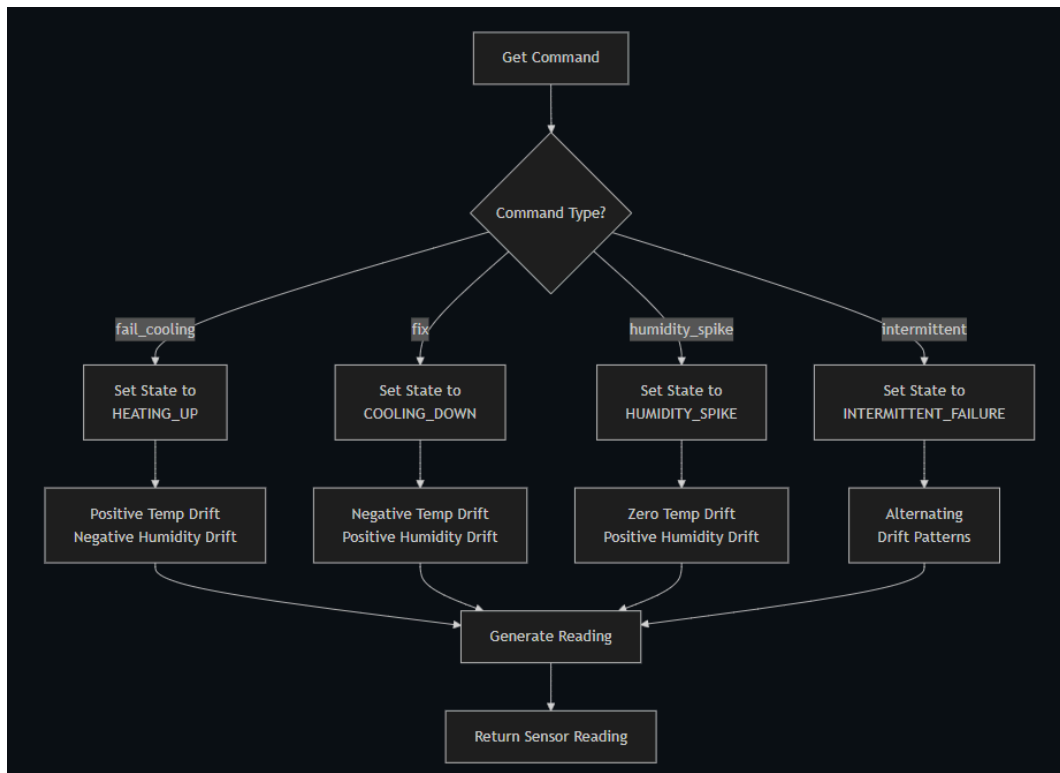 Get Command
Command Type?
fail_cooling
fix
humidity_spike
intermittent
Set State to
HEATING_UP
Set State to
COOLING_DOWN
Set State to
HUMIDITY_SPIKE
Set State to
INTERMITTENT_FAILURE
Positive Temp Drift
Negative Humidity Drift
Negative Temp Drift
Positive Humidity Drift
Zero Temp Drift
Positive Humidity Drift
Alternating
Drift Patterns
Generate Reading
Return Sensor Reading